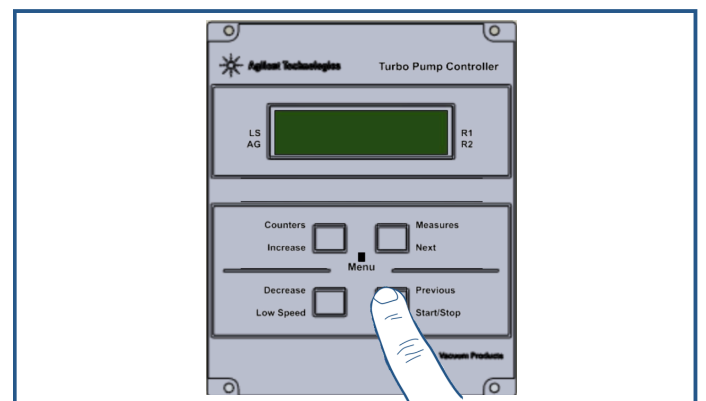 Agilent Technologies
Turbo Pump Controller
LS
AG
R1
R2
Counters
Increase
Measures
Next
Menu
Decrease
Low Speed
Previous
Start/Stop
Vacuum Products